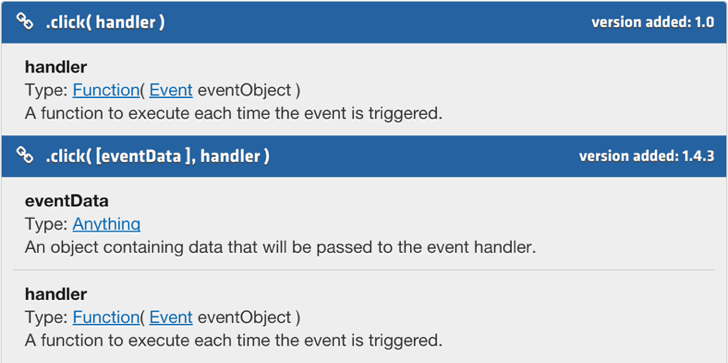 .click( handler )
version added: 1.0
handler
Type: Function( Event eventObject )
A function to execute each time the event is triggered.
.click( [eventData ], handler )
version added: 1.4.3
eventData
Type: Anything
An object containing data that will be passed to the event handler.
handler
Type: Function( Event eventObject )
A function to execute each time the event is triggered.